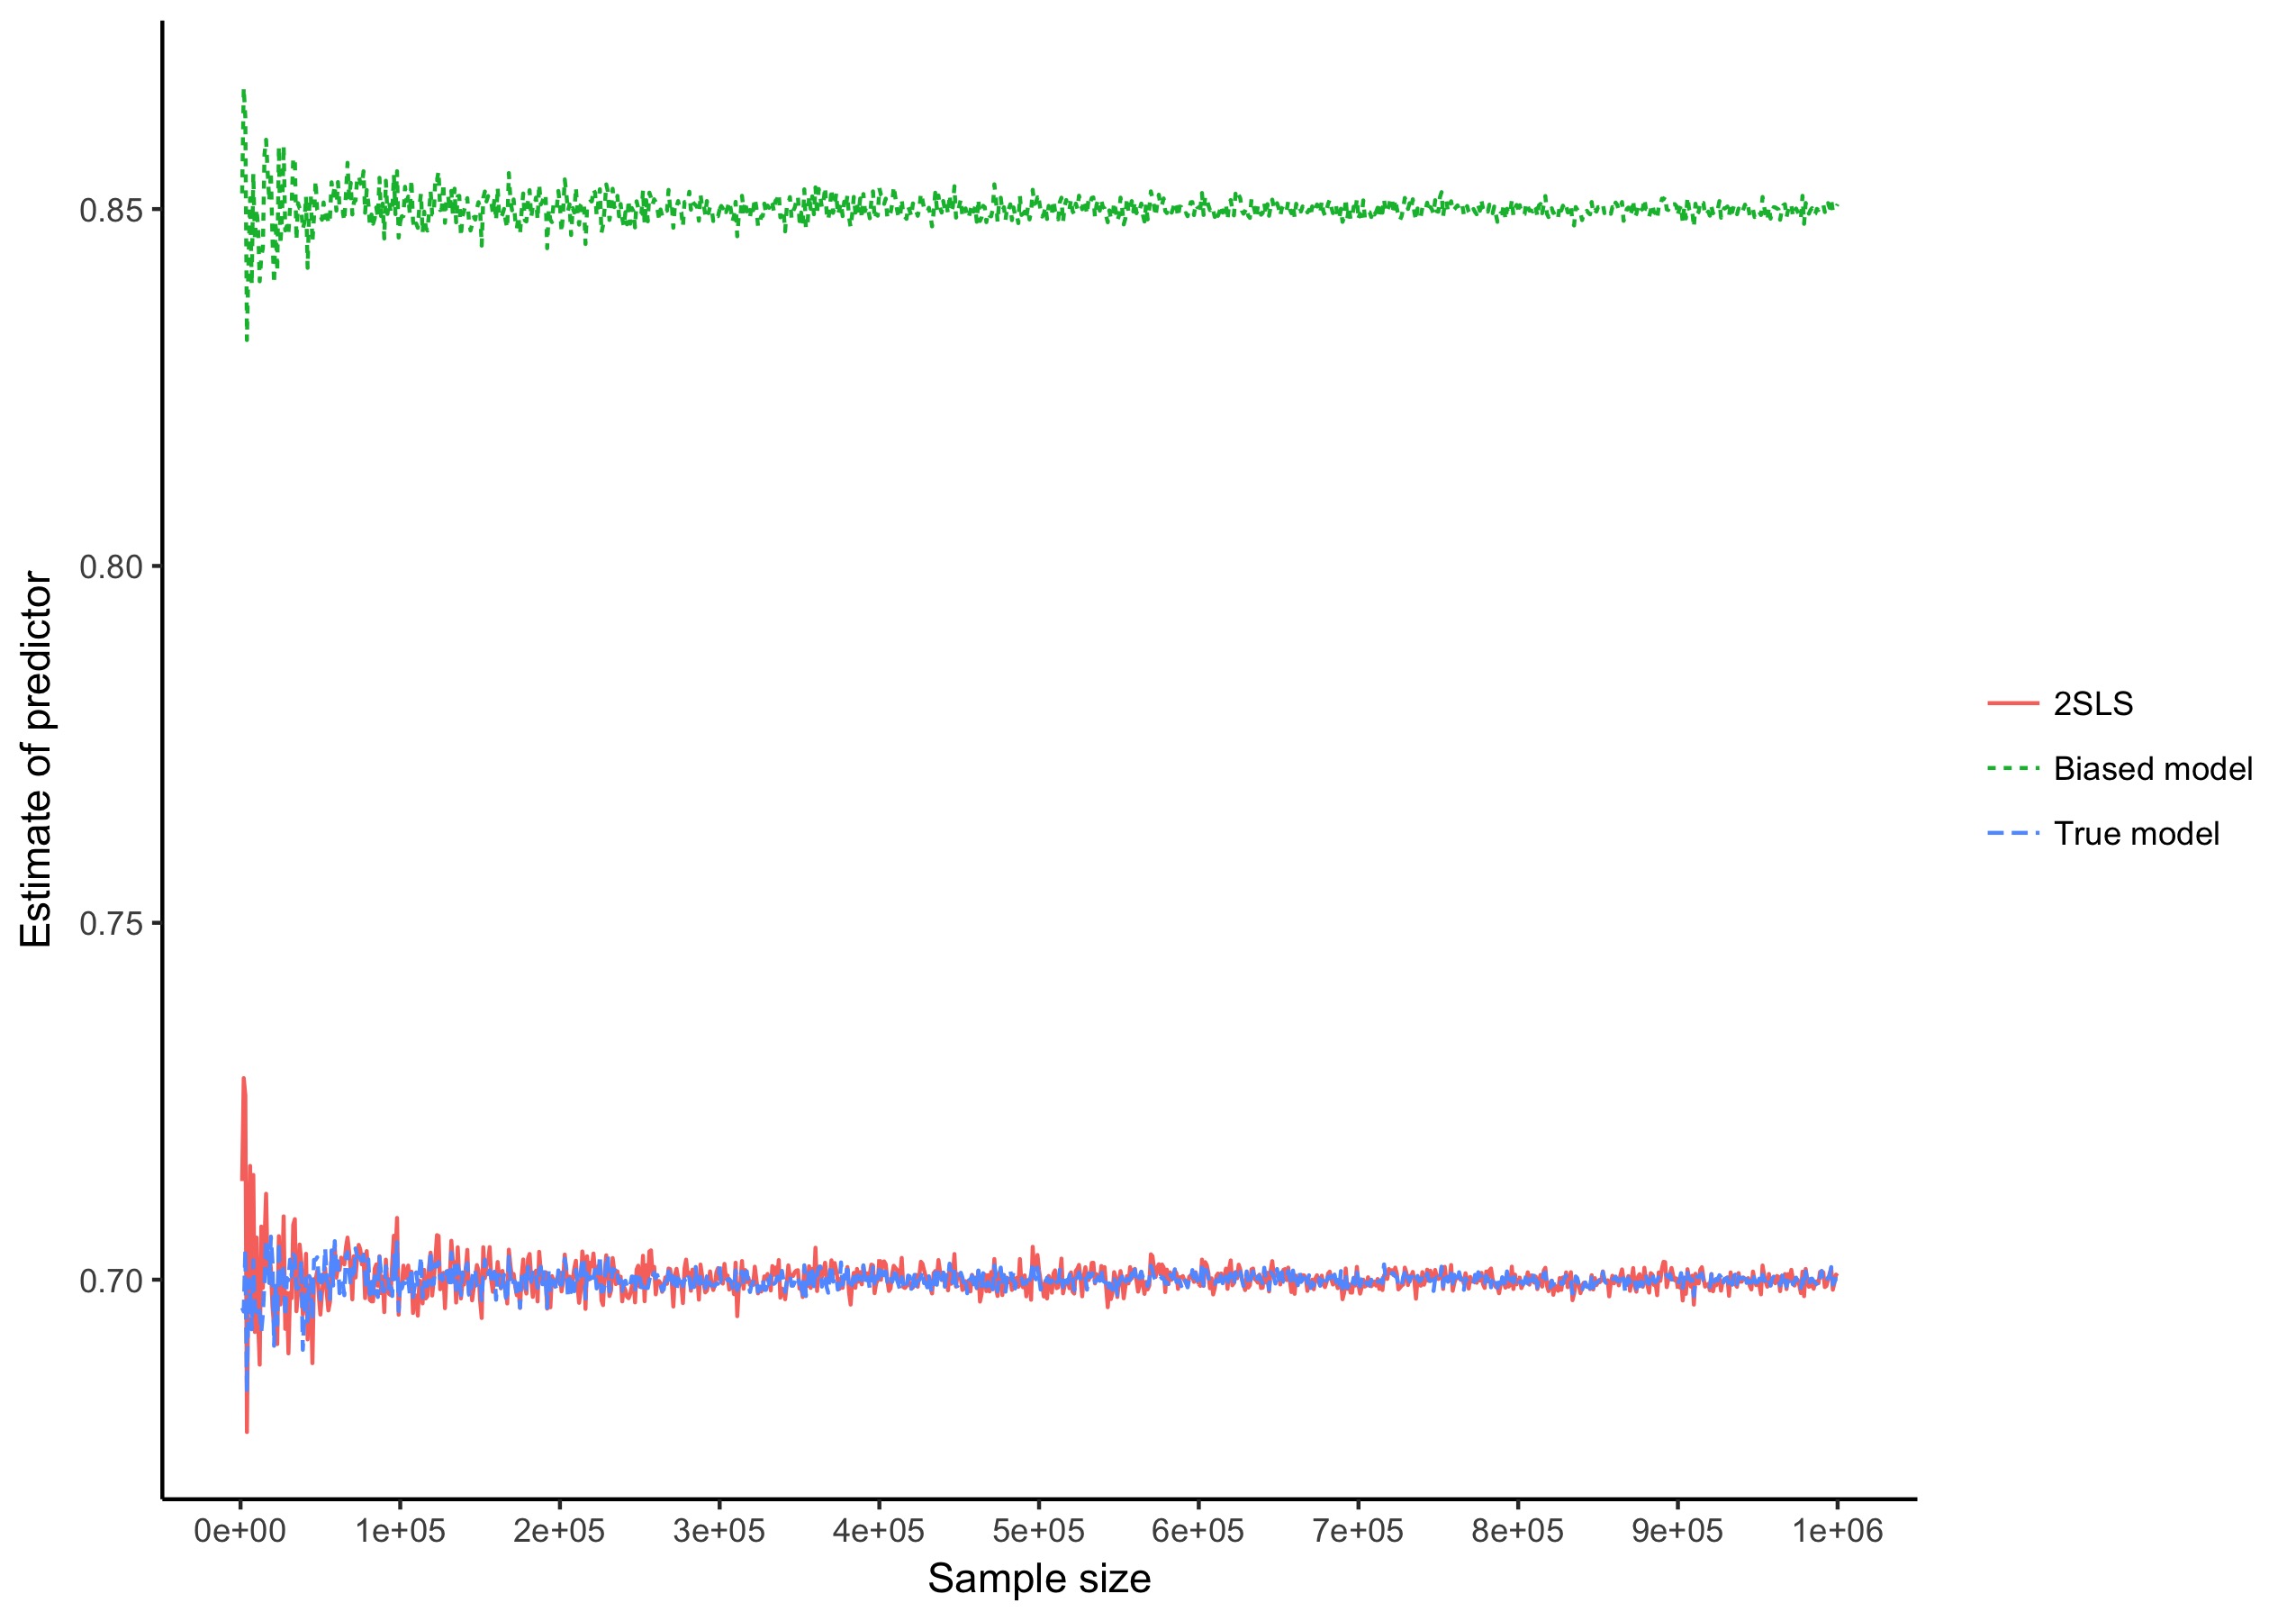 Estimate of predictor
0.85
0.80
0.75
0.70
0e+00 1e+05 2e+05 3e+05 4e+05 5e+05 6e+05 7e+05 8e+05 9e+05 1e+06
Sample size
2SLS
Biased model
True model